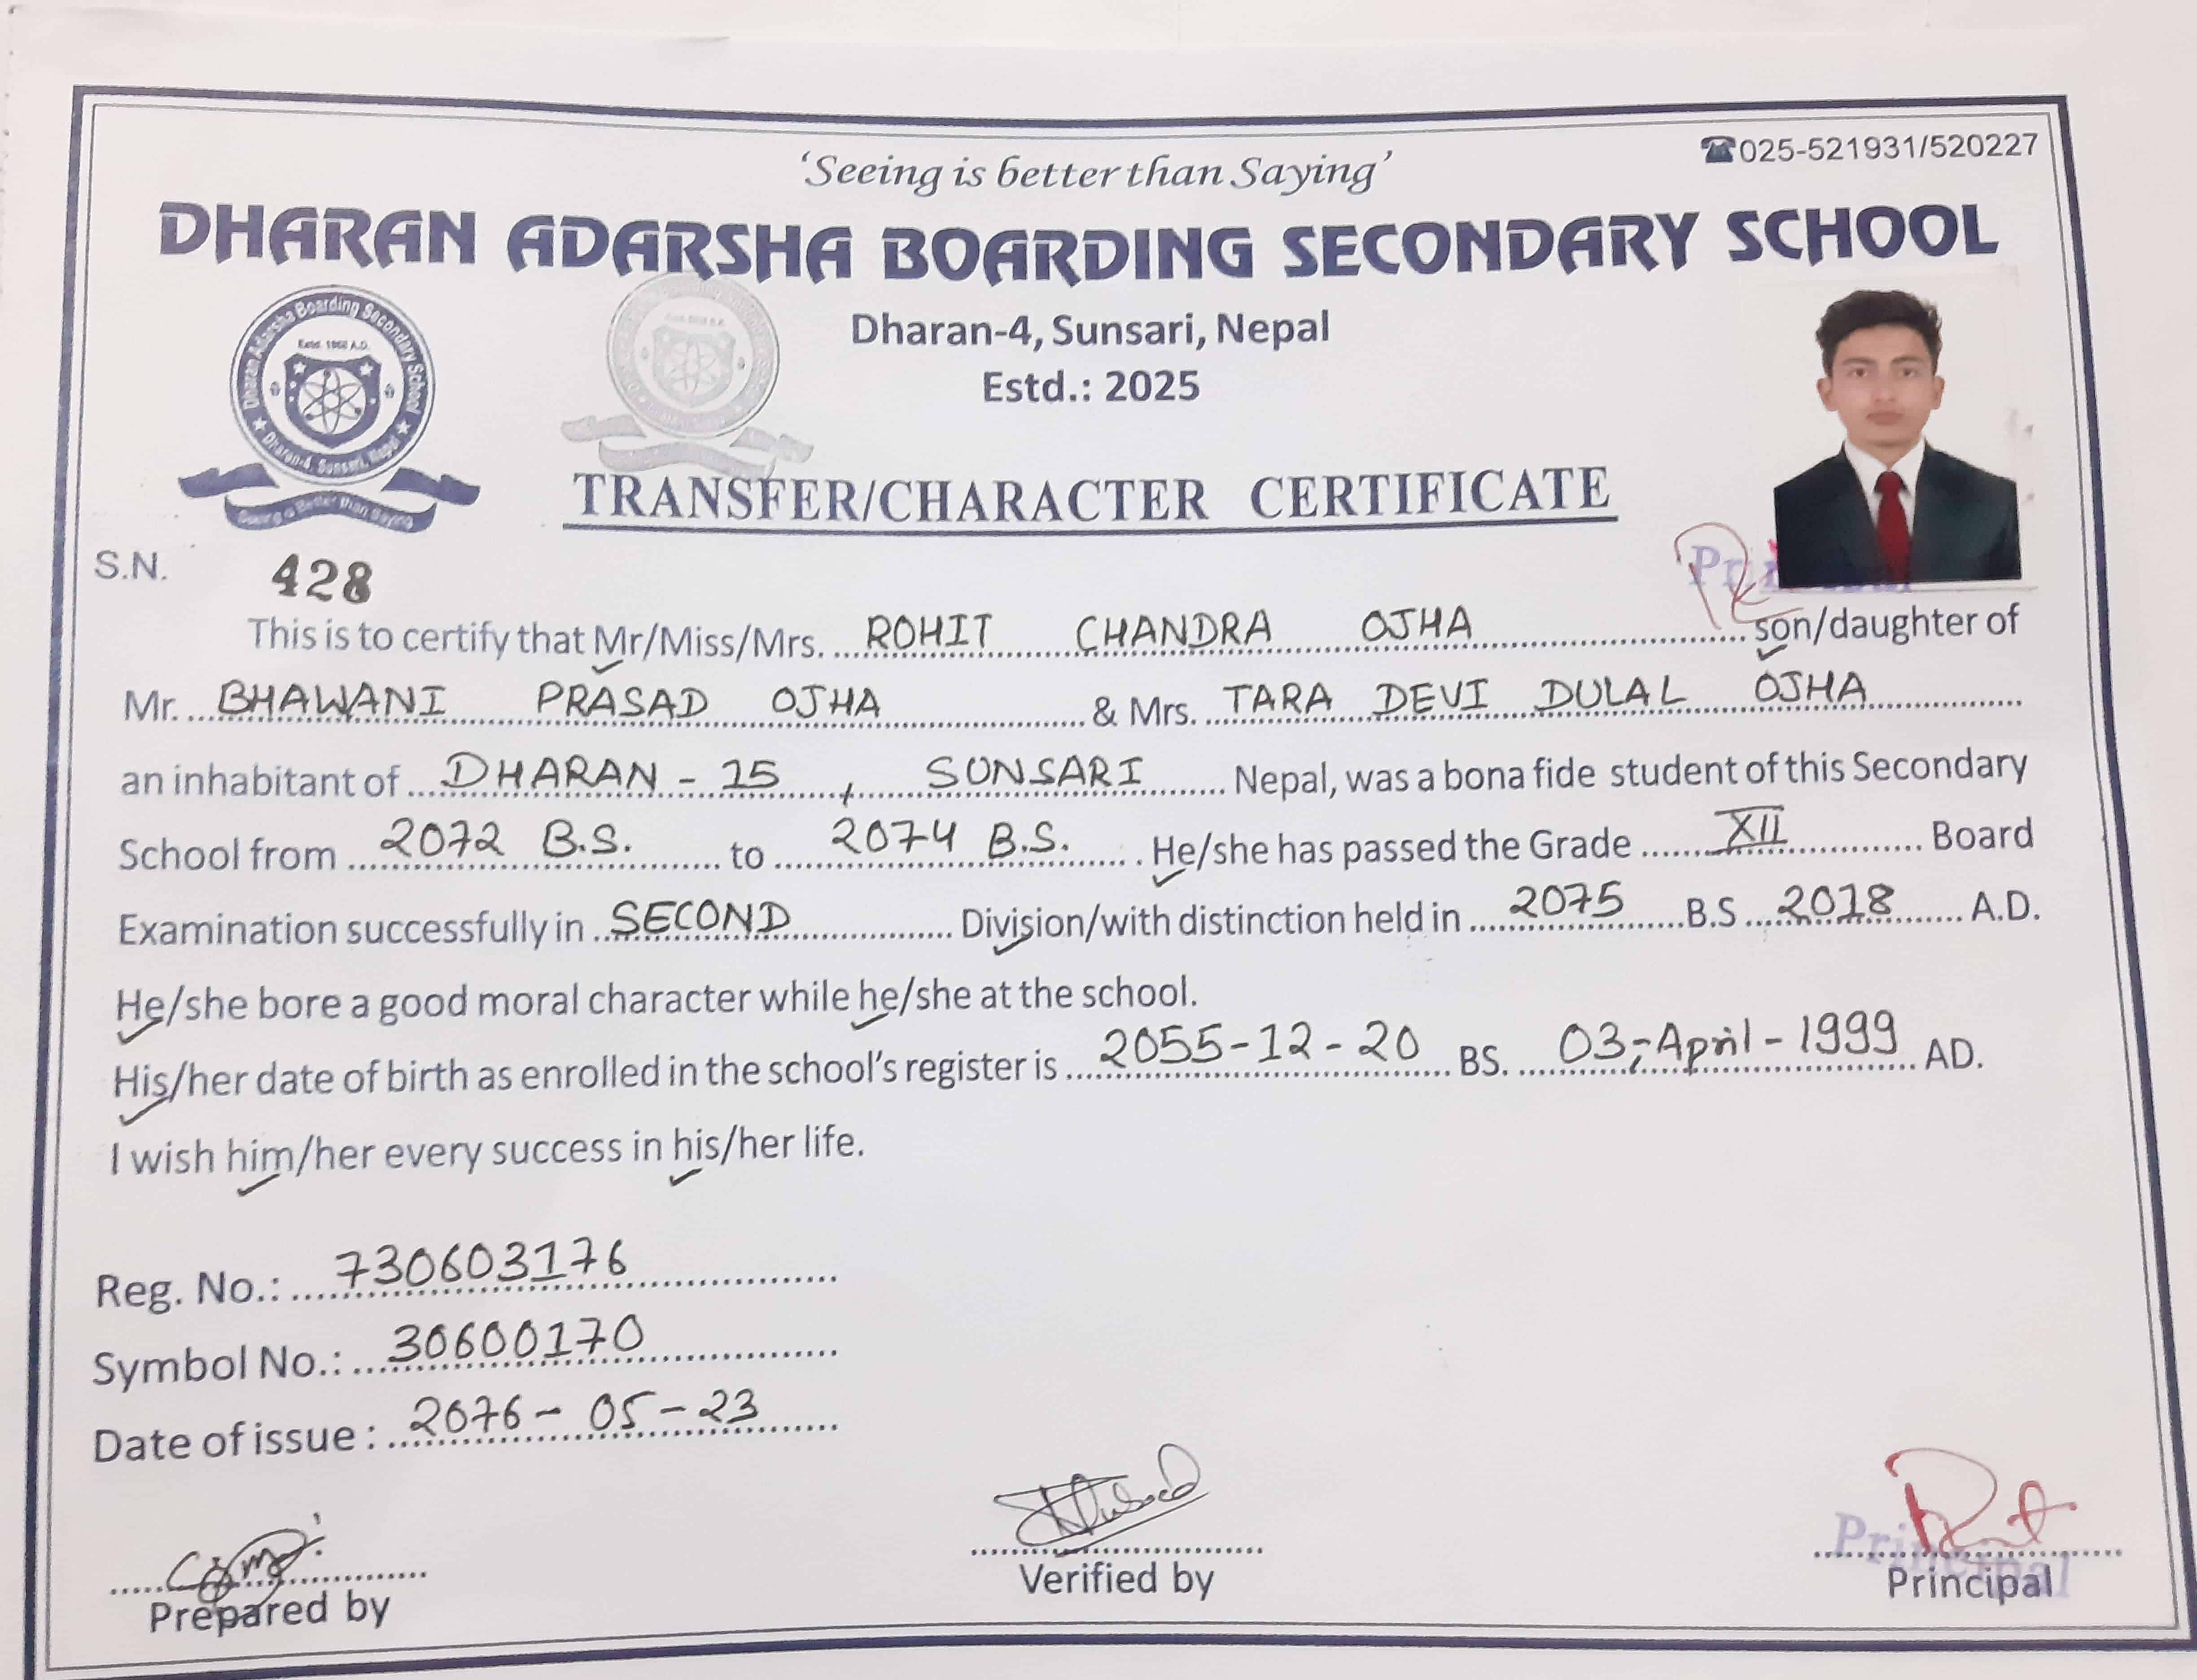 ☎025-521931/520227
‘Seeing is better than Saying’
DHARAN ADARSHA BOARDING SECONDARY SCHOOL
Dharan Adarsha Boarding Secondary School
Estd. 1968 A.D.
Dharan-4, Sunsari, Nepal
Seeing is Better than Saying
Dharan-4, Sunsari, Nepal
Estd.: 2025
TRANSFER/CHARACTER CERTIFICATE
S.N. 428
This is to certify that Mr/Miss/Mrs. ROHIT CHANDRA OJHA son/daughter of
Mr. BHAWANI PRASAD OJHA & Mrs. TARA DEVI DULAL OJHA
an inhabitant of DHARAN - 15, SUNSARI Nepal, was a bona fide student of this Secondary
School from 2072 B.S. to 2074 B.S. . He/she has passed the Grade XII Board
Examination successfully in SECOND Division/with distinction held in 2075 B.S 2018 A.D.
He/she bore a good moral character while he/she at the school.
His/her date of birth as enrolled in the school’s register is 2055-12-20 BS. 03-April-1999 AD.
I wish him/her every success in his/her life.
Reg. No.: 730603176
Symbol No.: 30600170
Date of issue : 2076-05-23
Principal
Prepared by
Verified by
Principal